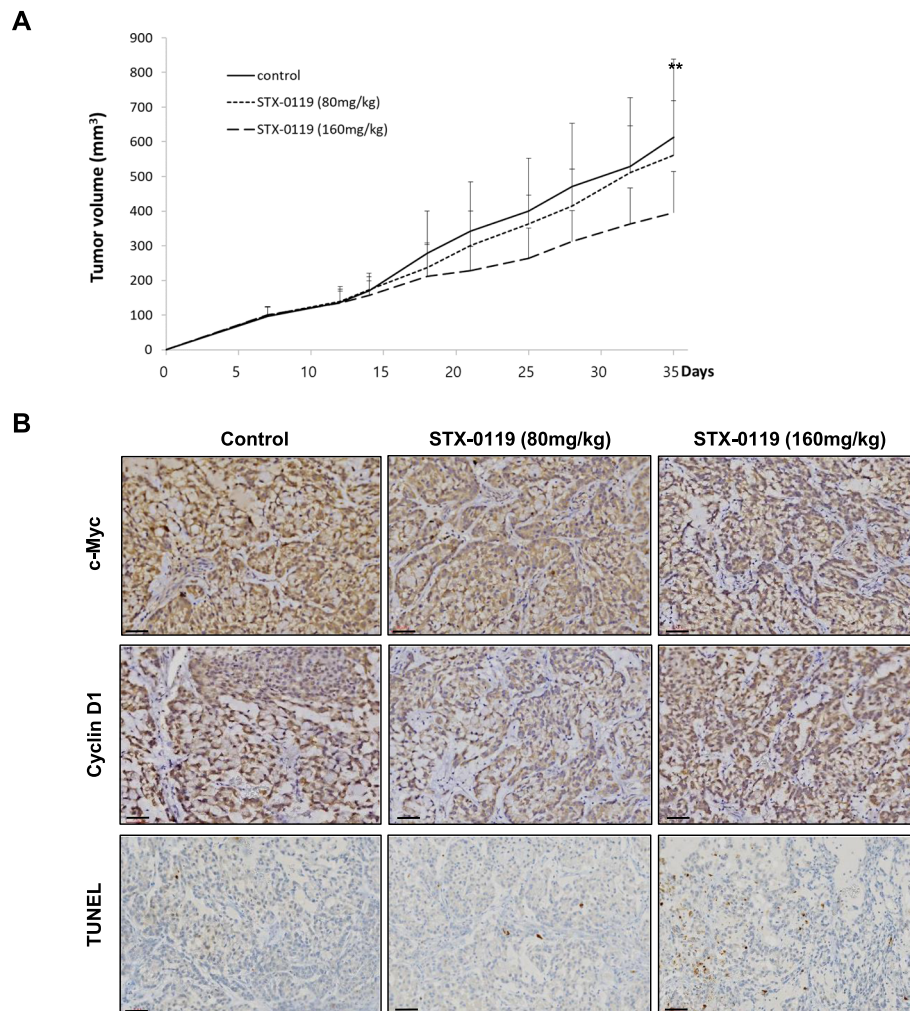 A
Tumor volume (mm³)
900
800
700
600
500
400
300
200
100
0
control
STX-0119 (80mg/kg)
STX-0119 (160mg/kg)
**
0 5 10 15 20 25 30 35 Days
B
Control STX-0119 (80mg/kg) STX-0119 (160mg/kg)
c-Myc
Cyclin D1
TUNEL